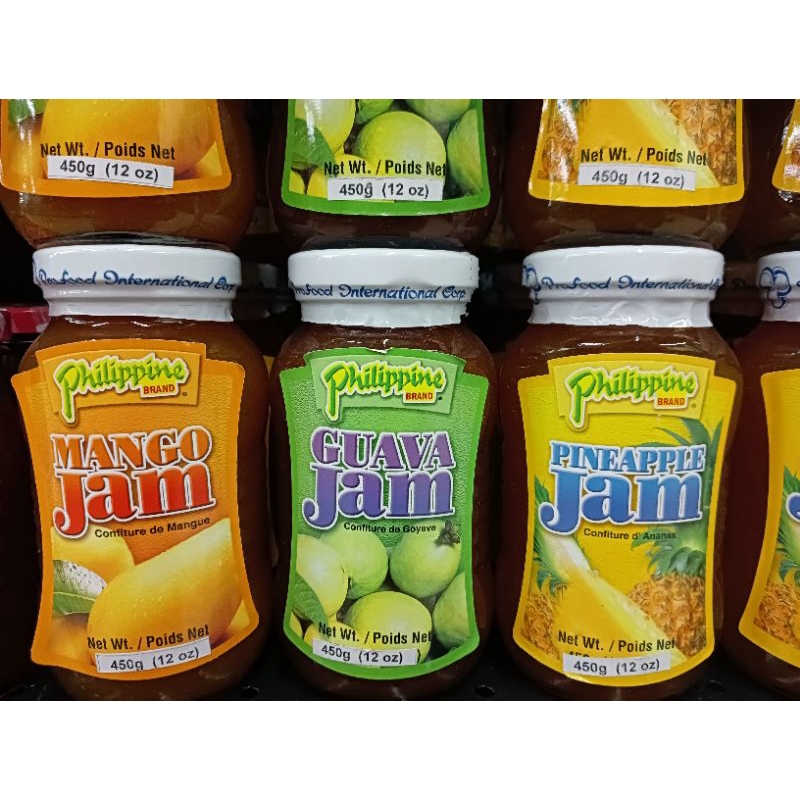 Net Wt. / Poids Net
450g (12 oz)
Net Wt. / Poids Net
450g (12 oz)
Net Wt. / Poids Net
450g (12 oz)
Profood International Corp
Philippine
BRAND
MANGO
Jam
Confiture de Mangue
Net Wt. / Poids Net
450g (12 oz)
Profood International Corp
Philippine
BRAND
GUAVA
Jam
Confiture de Goyave
Net Wt. / Poids Net
450g (12 oz)
Profood International
Philippine
BRAND
PINEAPPLE
Jam
Confiture d'Ananas
Net Wt. / Poids Net
450g (12 oz)